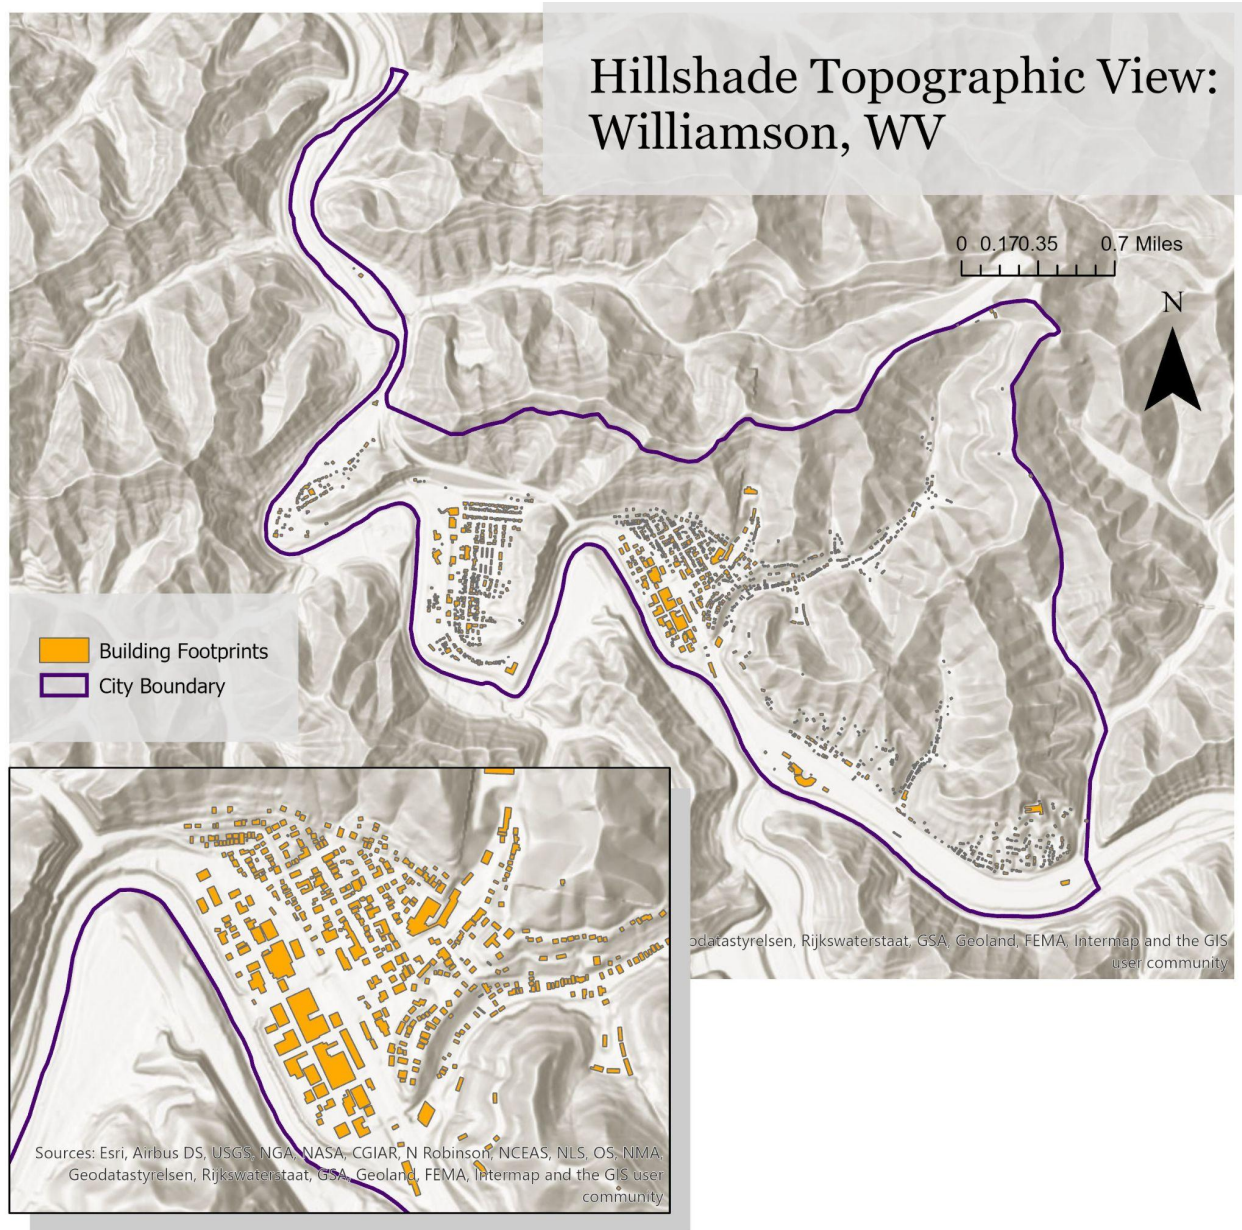 Hillshade Topographic View:
Williamson, WV
0 0.170.35 0.7 Miles
N
Building Footprints
City Boundary
odatastyrelsen, Rijkswaterstaat, GSA, Geoland, FEMA, Intermap and the GIS
user community
Sources: Esri, Airbus DS, USGS, NGA, NASA, CGIAR, N Robinson, NCEAS, NLS, OS, NMA,
Geodatastyrelsen, Rijkswaterstaat, GSA, Geoland, FEMA, Intermap and the GIS user
community